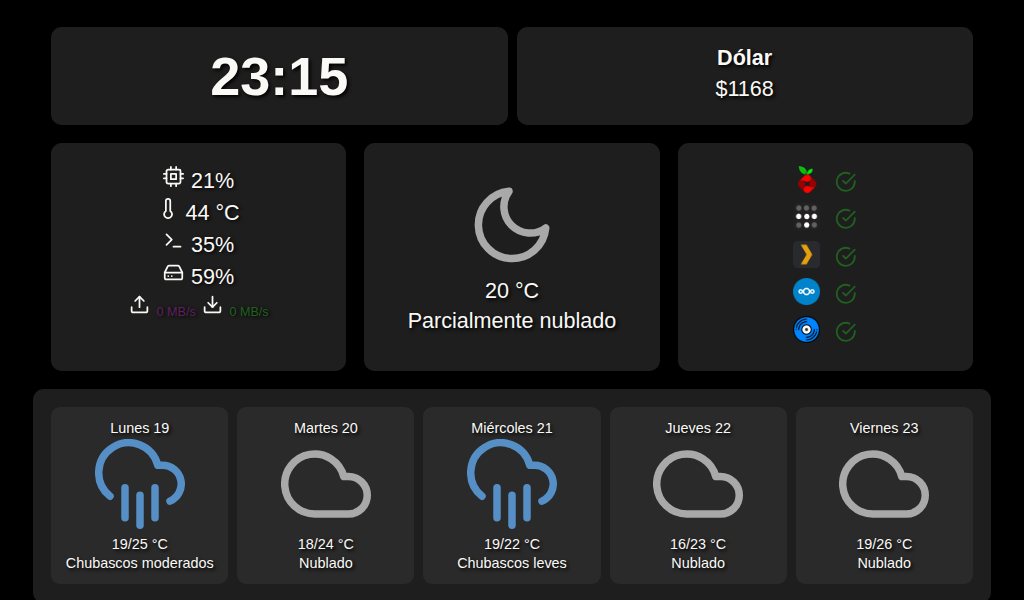 23:15
Dólar
$1168
21%
44 °C
35%
59%
0 MB/s 0 MB/s
20 °C
Parcialmente nublado
Lunes 19
19/25 °C
Chubascos moderados
Martes 20
18/24 °C
Nublado
Miércoles 21
19/22 °C
Chubascos leves
Jueves 22
16/23 °C
Nublado
Viernes 23
19/26 °C
Nublado